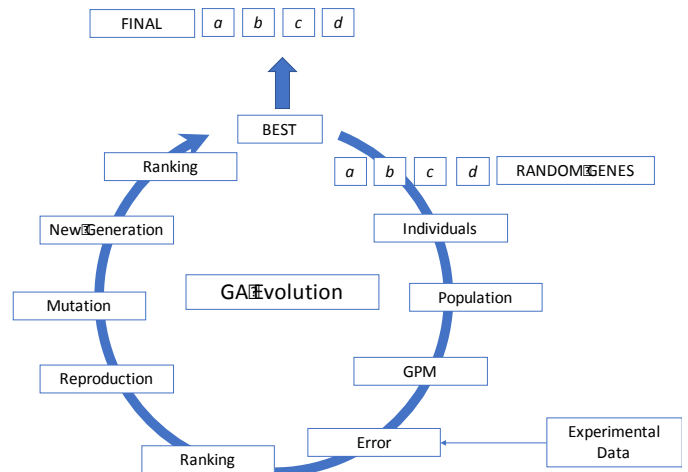 FINAL a b c d
BEST
Ranking
a b c d RANDOM GENES
New Generation
Individuals
GA Evolution
Mutation
Population
Reproduction
GPM
Error
Experimental
Data
Ranking